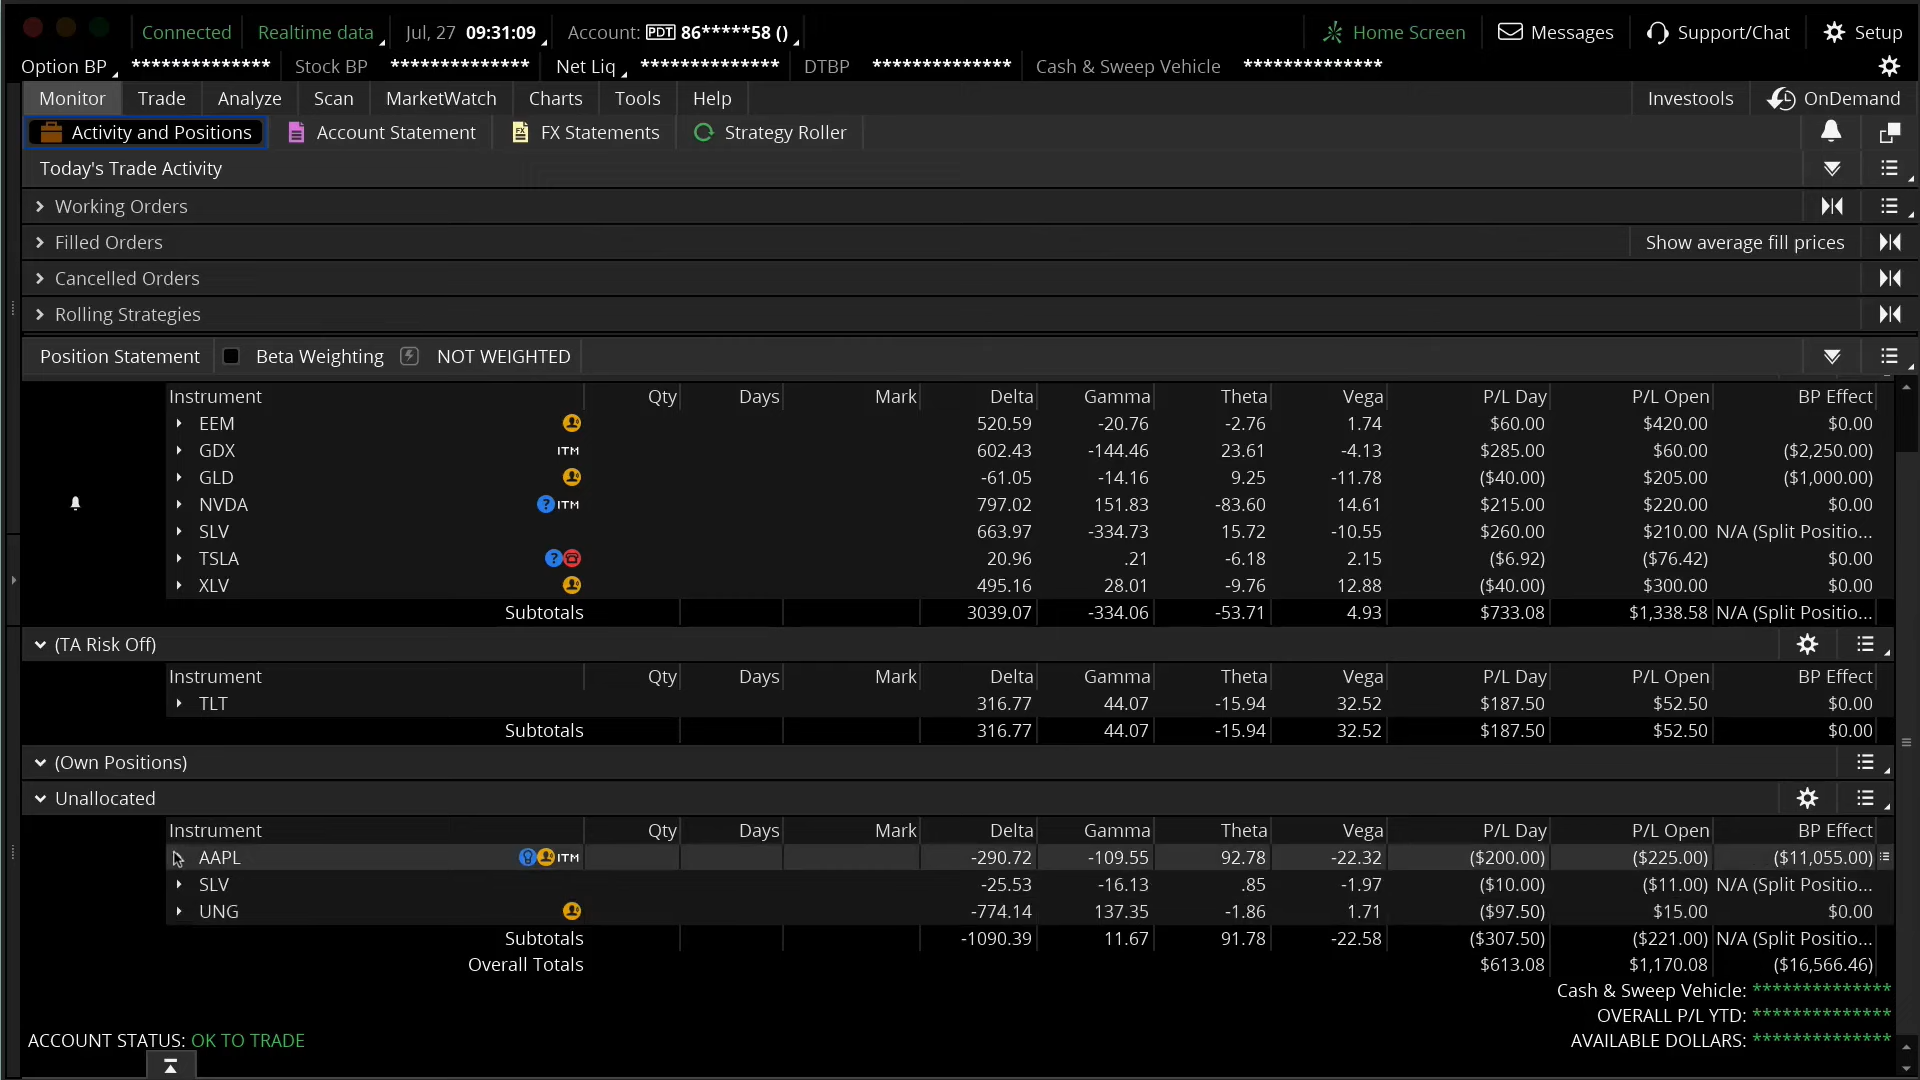 Connected Realtime data Jul, 27 09:31:09 Account: PDT 86*****58 () Home Screen Messages Support/Chat Setup
Option BP ************** Stock BP ************** Net Liq ************** DTBP ************** Cash & Sweep Vehicle **************
Monitor Trade Analyze Scan MarketWatch Charts Tools Help Investools OnDemand
Activity and Positions Account Statement FX FX Statements Strategy Roller
Today's Trade Activity
Working Orders
Filled Orders Show average fill prices
Cancelled Orders
Rolling Strategies
Position Statement Beta Weighting NOT WEIGHTED
Instrument Qty Days Mark Delta Gamma Theta Vega P/L Day P/L Open BP Effect
EEM 520.59 -20.76 -2.76 1.74 $60.00 $420.00 $0.00
GDX ITM 602.43 -144.46 23.61 -4.13 $285.00 $60.00 ($2,250.00)
GLD -61.05 -14.16 9.25 -11.78 ($40.00) $205.00 ($1,000.00)
NVDA ? ITM 797.02 151.83 -83.60 14.61 $215.00 $220.00 $0.00
SLV 663.97 -334.73 15.72 -10.55 $260.00 $210.00 N/A (Split Positio...
TSLA ? 20.96 .21 -6.18 2.15 ($6.92) ($76.42) $0.00
XLV 495.16 28.01 -9.76 12.88 ($40.00) $300.00 $0.00
Subtotals 3039.07 -334.06 -53.71 4.93 $733.08 $1,338.58 N/A (Split Positio...
(TA Risk Off)
Instrument Qty Days Mark Delta Gamma Theta Vega P/L Day P/L Open BP Effect
TLT 316.77 44.07 -15.94 32.52 $187.50 $52.50 $0.00
Subtotals 316.77 44.07 -15.94 32.52 $187.50 $52.50 $0.00
(Own Positions)
Unallocated
Instrument Qty Days Mark Delta Gamma Theta Vega P/L Day P/L Open BP Effect
AAPL ITM -290.72 -109.55 92.78 -22.32 ($200.00) ($225.00) ($11,055.00)
SLV -25.53 -16.13 .85 -1.97 ($10.00) ($11.00) N/A (Split Positio...
UNG -774.14 137.35 -1.86 1.71 ($97.50) $15.00 $0.00
Subtotals -1090.39 11.67 91.78 -22.58 ($307.50) ($221.00) N/A (Split Positio...
Overall Totals $613.08 $1,170.08 ($16,566.46)
Cash & Sweep Vehicle: **************
OVERALL P/L YTD: **************
ACCOUNT STATUS: OK TO TRADE AVAILABLE DOLLARS: **************